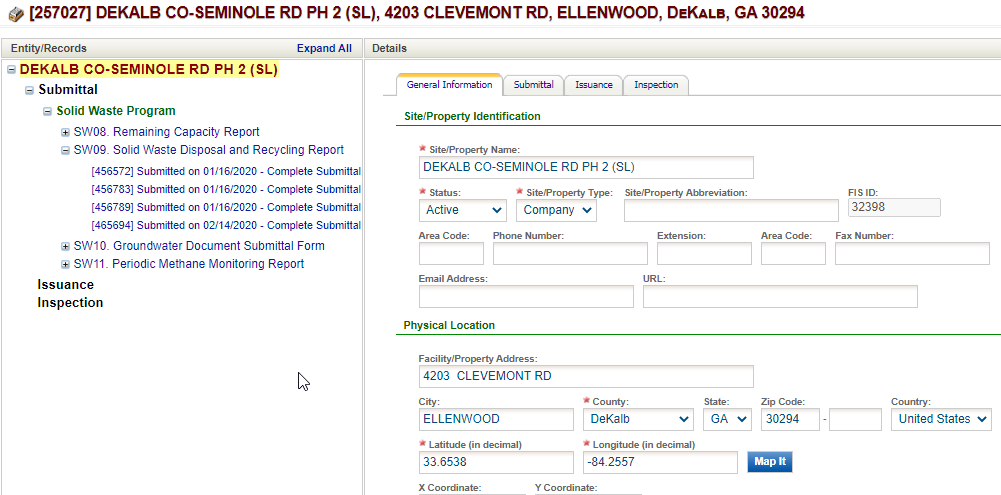 [257027] DEKALB CO-SEMINOLE RD PH 2 (SL), 4203 CLEVEMONT RD, ELLENWOOD, DEKALB, GA 30294
Entity/Records Expand All
DEKALB CO-SEMINOLE RD PH 2 (SL)
Submittal
Solid Waste Program
SW08. Remaining Capacity Report
SW09. Solid Waste Disposal and Recycling Report
[456572] Submitted on 01/16/2020 - Complete Submittal
[456783] Submitted on 01/16/2020 - Complete Submittal
[456789] Submitted on 01/16/2020 - Complete Submittal
[465694] Submitted on 02/14/2020 - Complete Submittal
SW10. Groundwater Document Submittal Form
SW11. Periodic Methane Monitoring Report
Issuance
Inspection
Details
General Information Submittal Issuance Inspection
Site/Property Identification
* Site/Property Name:
DEKALB CO-SEMINOLE RD PH 2 (SL)
* Status: * Site/Property Type: Site/Property Abbreviation: FIS ID:
Active Company 32398
Area Code: Phone Number: Extension: Area Code: Fax Number:
Email Address: URL:
Physical Location
Facility/Property Address:
4203 CLEVEMONT RD
City: * County: State: Zip Code: Country:
ELLENWOOD DeKalb GA 30294 - United States
* Latitude (in decimal) * Longitude (in decimal)
33.6538 -84.2557 Map It
X Coordinate: Y Coordinate: